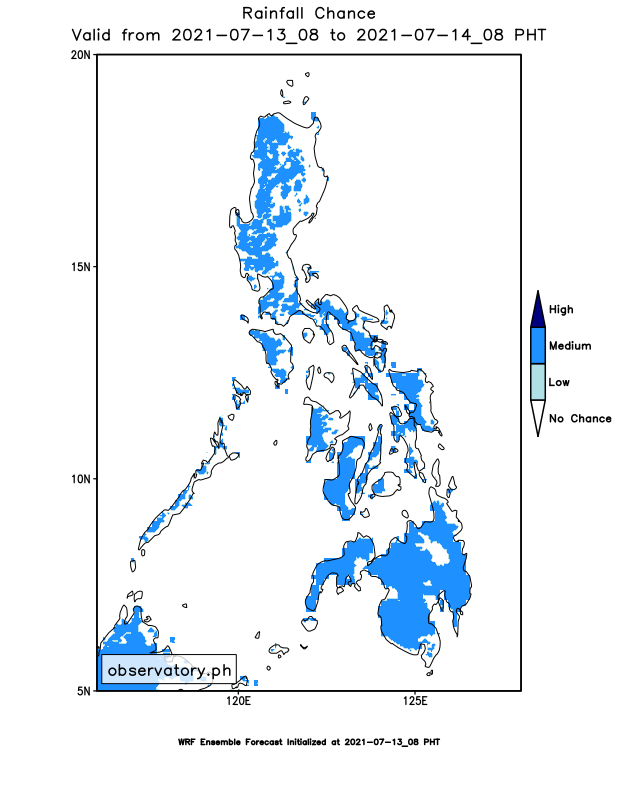 Rainfall Chance
Valid from 2021-07-13_08 to 2021-07-14_08 PHT
20N
15N
10N
5N
120E
125E
High
Medium
Low
No Chance
observatory.ph
WRF Ensemble Forecast Initialized at 2021-07-13_08 PHT